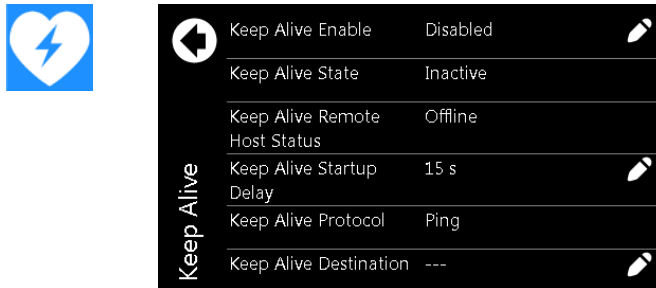 Keep Alive Enable Disabled
Keep Alive State Inactive
Keep Alive Remote Offline
Host Status
Keep Alive Startup 15 s
Delay
Keep Alive Protocol Ping
Keep Alive Destination ---
Keep Alive